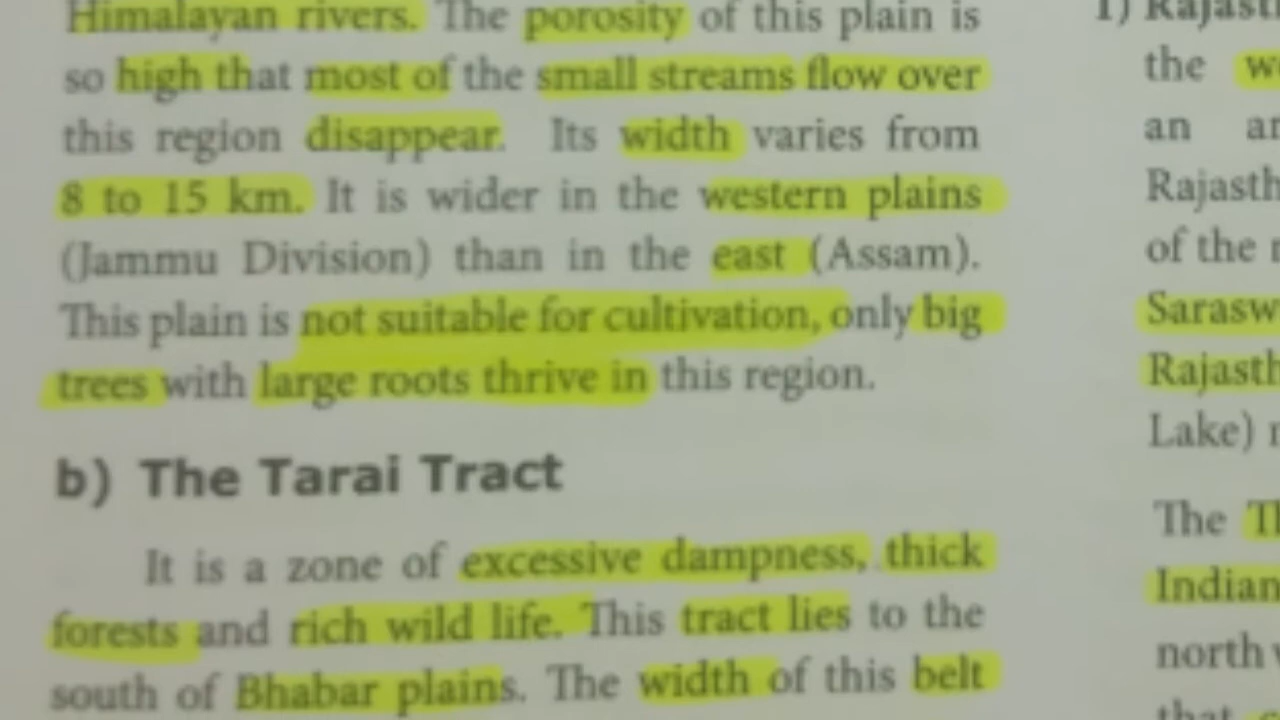 Himalayan rivers. The porosity of this plain is
so high that most of the small streams flow over
this region disappear. Its width varies from
8 to 15 km. It is wider in the western plains
(Jammu Division) than in the east (Assam).
This plain is not suitable for cultivation, only big
trees with large roots thrive in this region.
b) The Tarai Tract
It is a zone of excessive dampness, thick
forests and rich wild life. This tract lies to the
south of Bhabar plains. The width of this belt
the
an
of the
Lake)
The
Indian
north
that